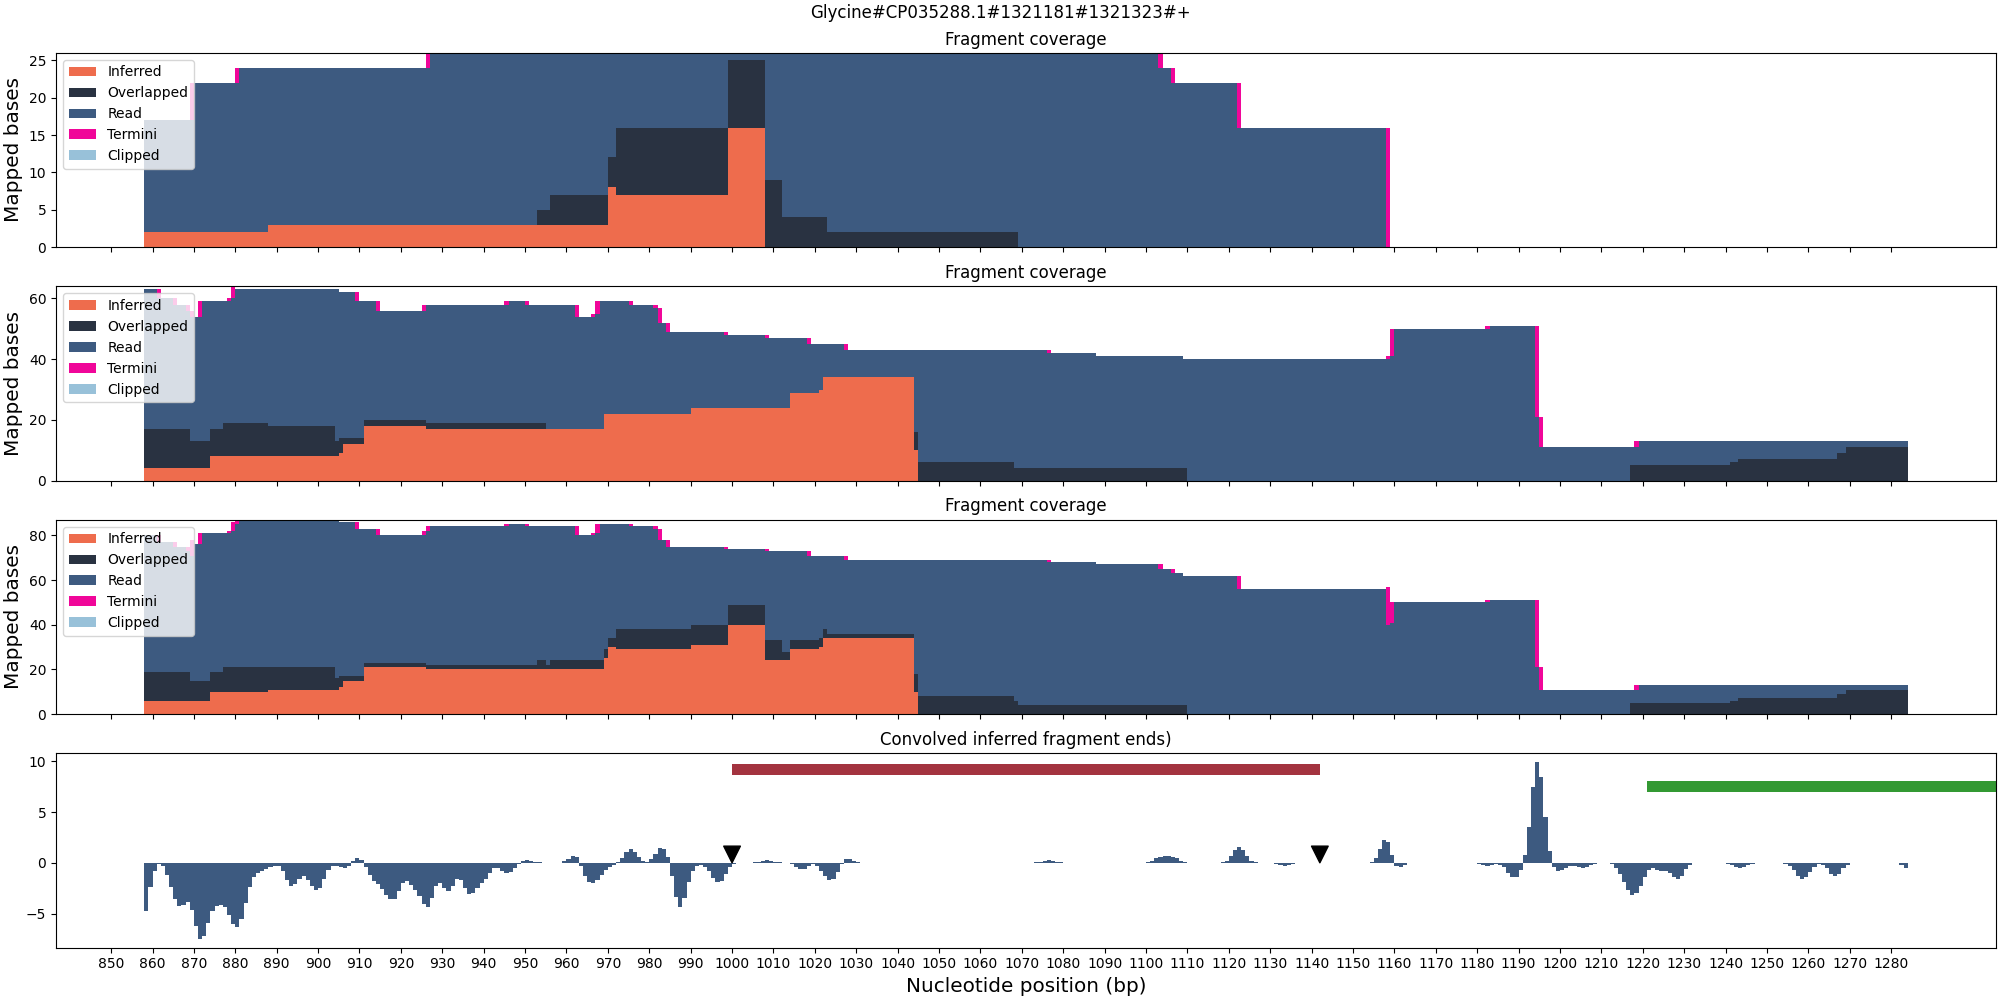 Glycine#CP035288.1#1321181#1321323#+
Fragment coverage
Mapped bases
25
20
15
10
5
0
Inferred
Overlapped
Read
Termini
Clipped
Fragment coverage
Mapped bases
60
40
20
0
Inferred
Overlapped
Read
Termini
Clipped
Fragment coverage
Mapped bases
80
60
40
20
0
Inferred
Overlapped
Read
Termini
Clipped
Convolved inferred fragment ends)
10
5
0
−5
850 860 870 880 890 900 910 920 930 940 950 960 970 980 990 1000 1010 1020 1030 1040 1050 1060 1070 1080 1090 1100 1110 1120 1130 1140 1150 1160 1170 1180 1190 1200 1210 1220 1230 1240 1250 1260 1270 1280
Nucleotide position (bp)